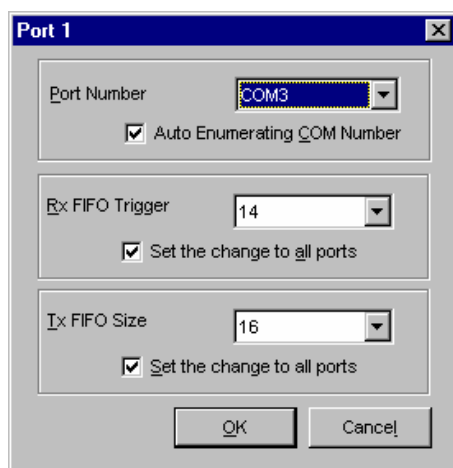 Port 1
Port Number COM3
Auto Enumerating COM Number
Rx FIFO Trigger 14
Set the change to all ports
Tx FIFO Size 16
Set the change to all ports
OK Cancel